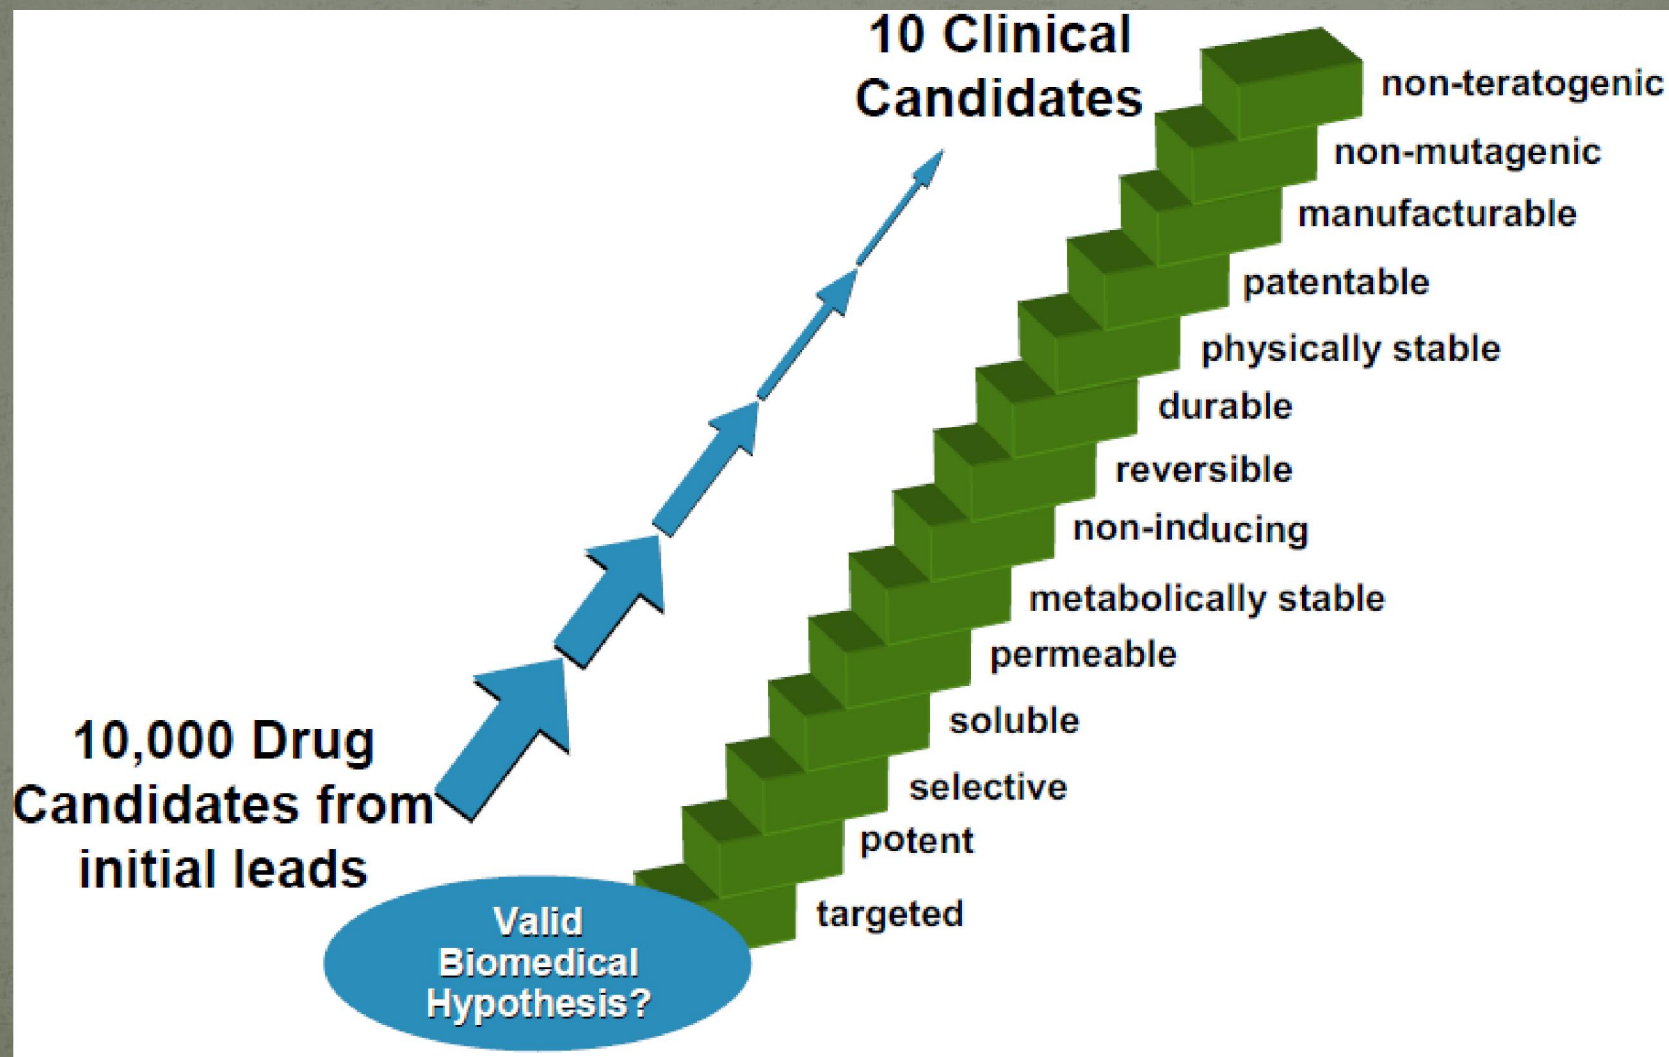 10 Clinical
Candidates
non-teratogenic
non-mutagenic
manufacturable
patentable
physically stable
durable
reversible
non-inducing
metabolically stable
permeable
soluble
selective
potent
targeted
10,000 Drug
Candidates from
initial leads
Valid
Biomedical
Hypothesis?